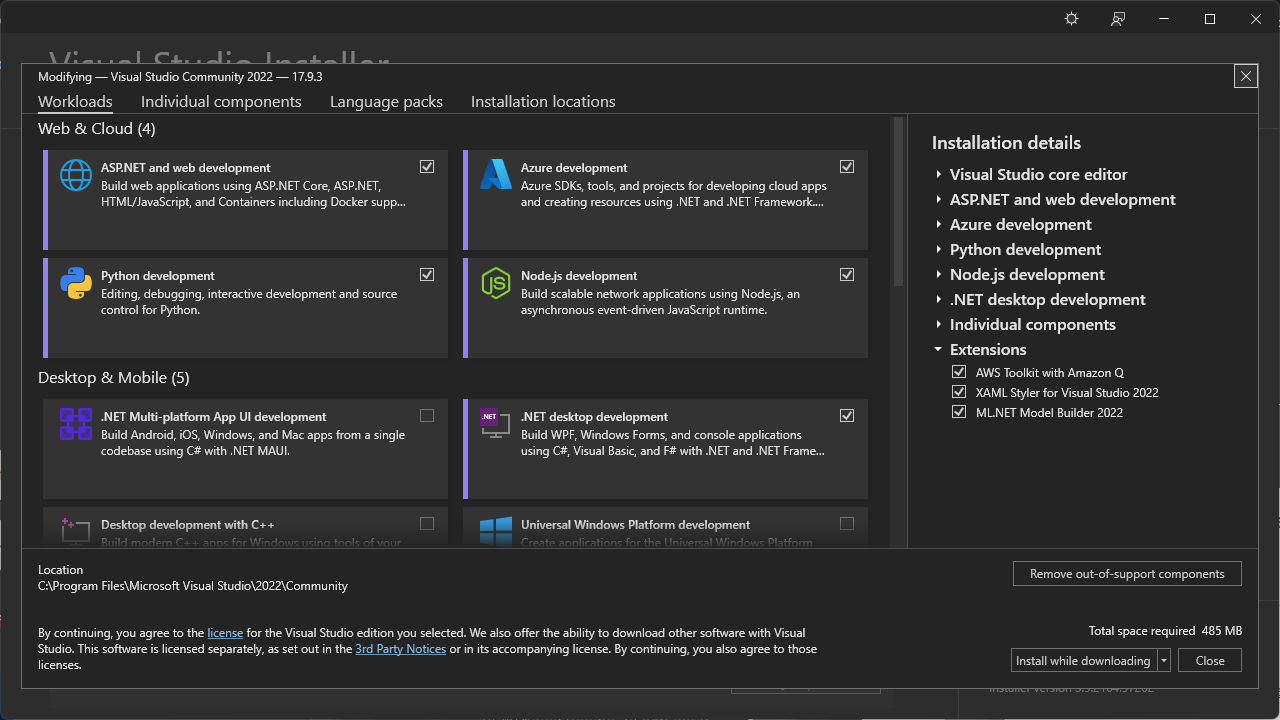 Visual Studio Installer
Modifying — Visual Studio Community 2022 — 17.9.3
Workloads
Individual components
Language packs
Installation locations
Web & Cloud (4)
ASP.NET and web development
Build web applications using ASP.NET Core, ASP.NET,
HTML/JavaScript, and Containers including Docker supp...
Azure development
Azure SDKs, tools, and projects for developing cloud apps
and creating resources using .NET and .NET Framework....
Python development
Editing, debugging, interactive development and source
control for Python.
Node.js development
Build scalable network applications using Node.js, an
asynchronous event-driven JavaScript runtime.
Desktop & Mobile (5)
.NET Multi-platform App UI development
Build Android, iOS, Windows, and Mac apps from a single
codebase using C# with .NET MAUI.
.NET
.NET desktop development
Build WPF, Windows Forms, and console applications
using C#, Visual Basic, and F# with .NET and .NET Frame...
Desktop development with C++
Build modern C++ apps for Windows using tools of your
Universal Windows Platform development
Create applications for the Universal Windows Platform
Installation details
Visual Studio core editor
ASP.NET and web development
Azure development
Python development
Node.js development
.NET desktop development
Individual components
Extensions
AWS Toolkit with Amazon Q
XAML Styler for Visual Studio 2022
ML.NET Model Builder 2022
Location
C:\Program Files\Microsoft Visual Studio\2022\Community
Remove out-of-support components
By continuing, you agree to the license for the Visual Studio edition you selected. We also offer the ability to download other software with Visual
Studio. This software is licensed separately, as set out in the 3rd Party Notices or in its accompanying license. By continuing, you also agree to those
licenses.
Total space required 485 MB
Install while downloading
Close